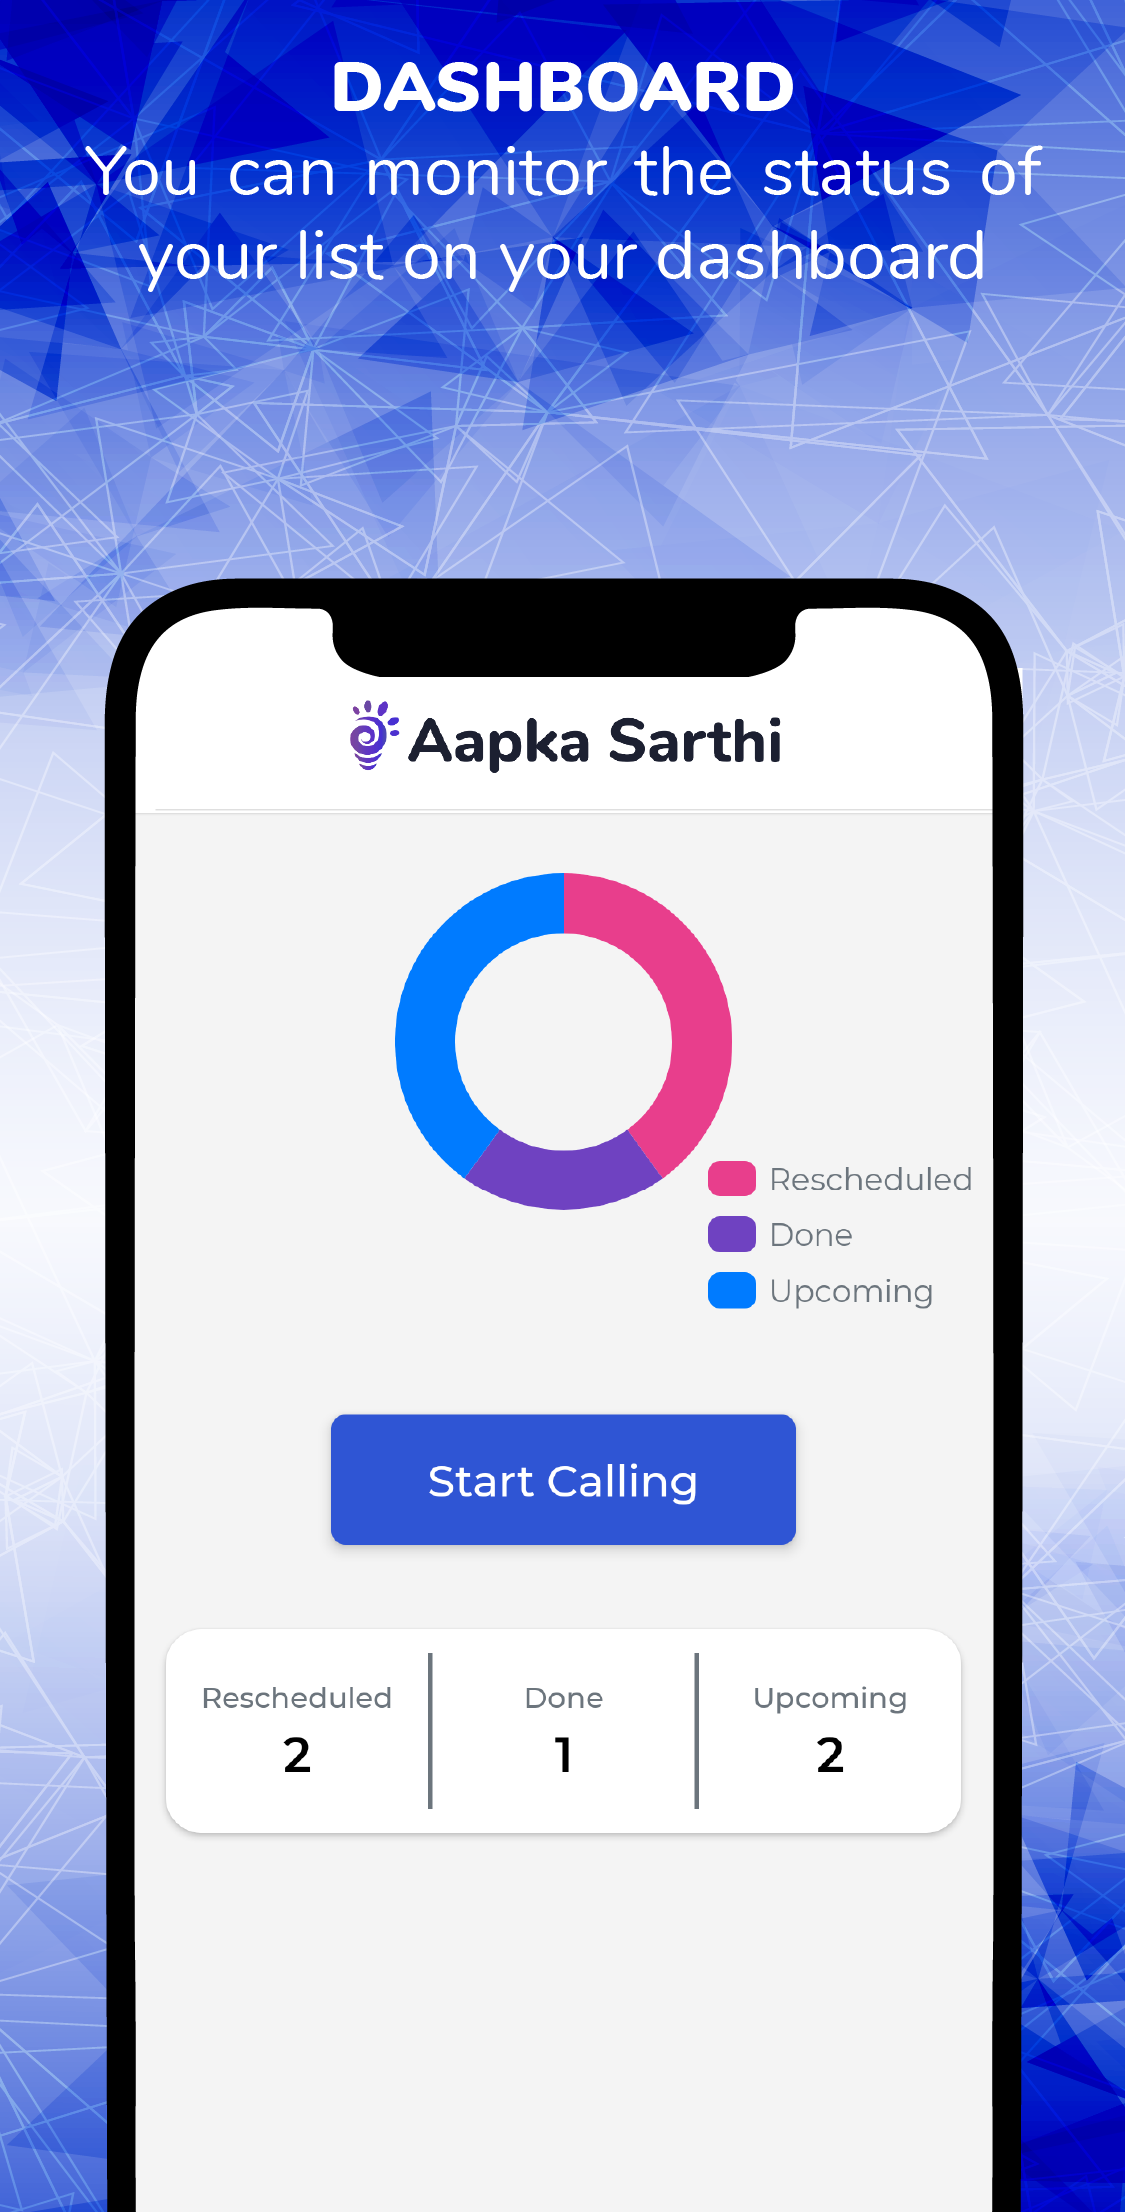 DASHBOARD
You can monitor the status of
your list on your dashboard
Aapka Sarthi
Rescheduled
Done
Upcoming
Start Calling
Rescheduled Done Upcoming
2 1 2